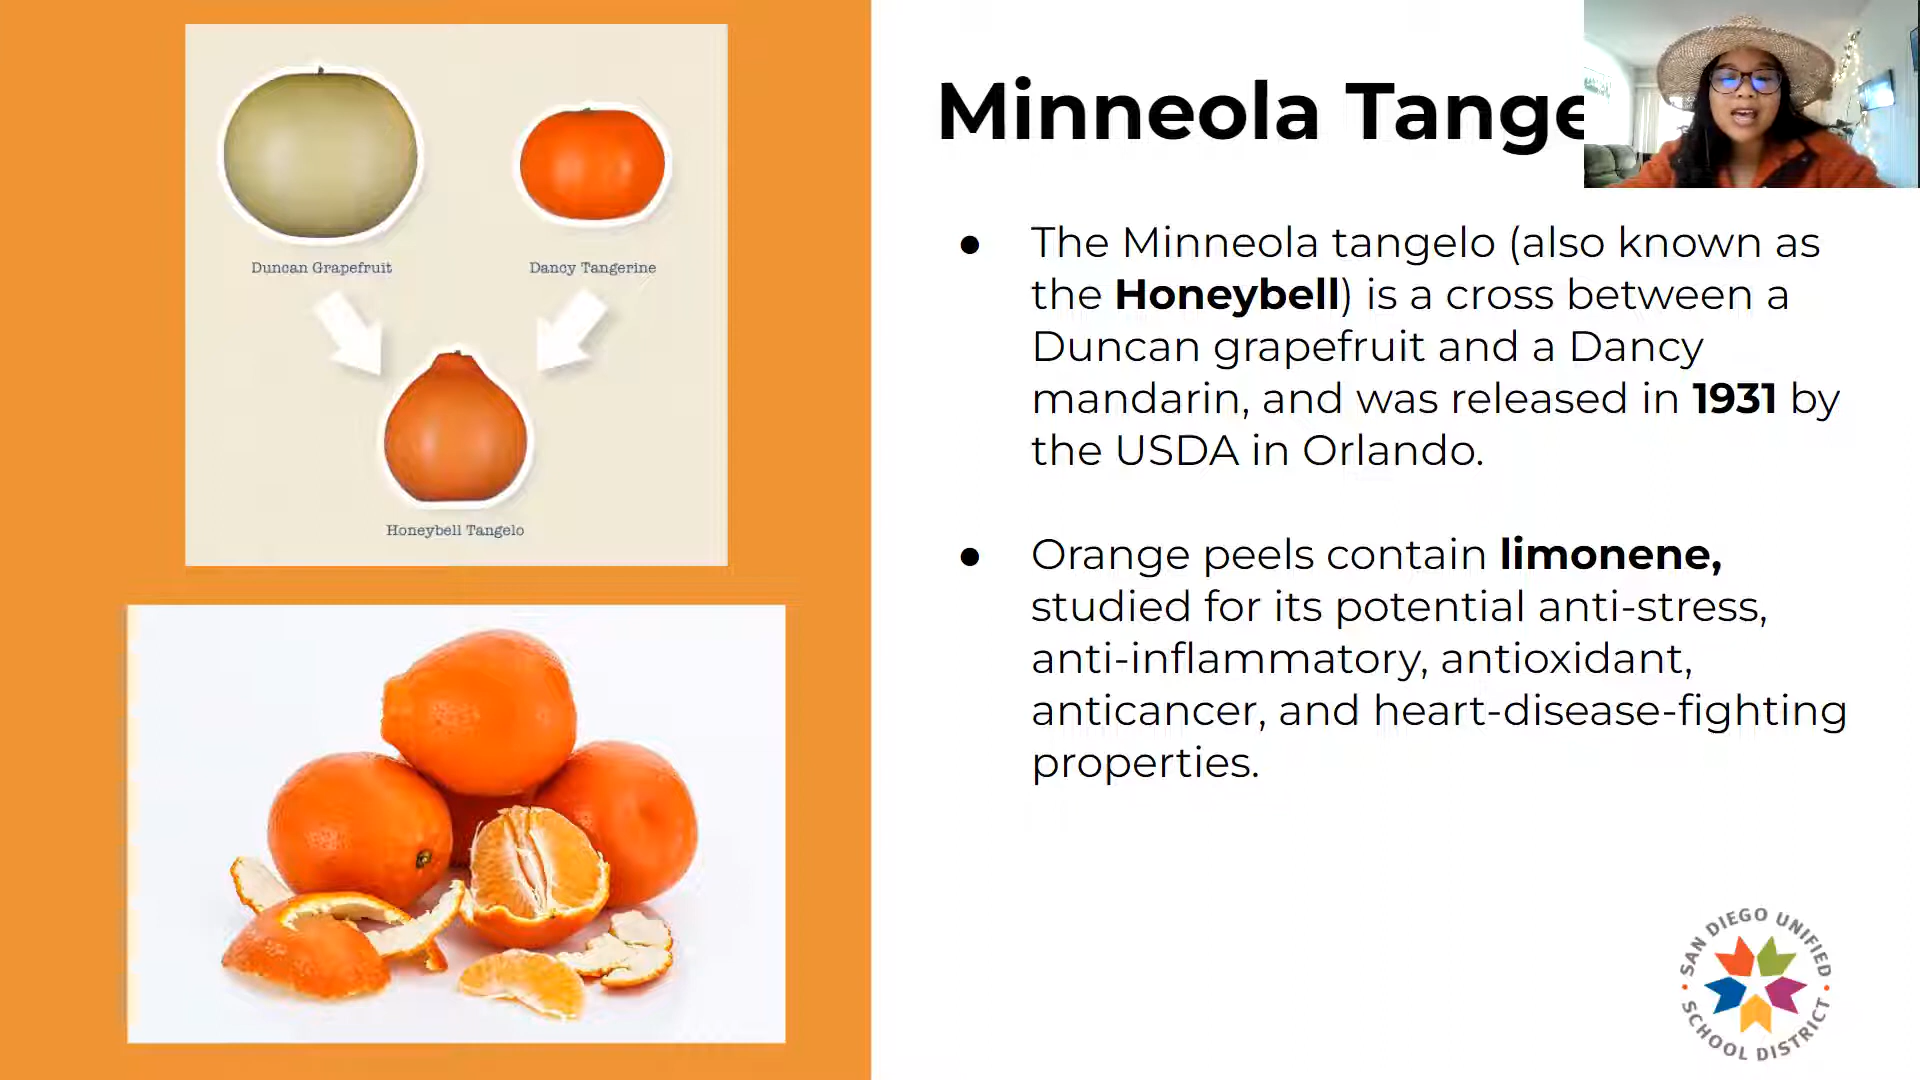 Duncan Grapefruit
Dancy Tangerine
Honeybell Tangelo
Minneola Tange
● The Minneola tangelo (also known as
the Honeybell) is a cross between a
Duncan grapefruit and a Dancy
mandarin, and was released in 1931 by
the USDA in Orlando.
● Orange peels contain limonene,
studied for its potential anti-stress,
anti-inflammatory, antioxidant,
anticancer, and heart-disease-fighting
properties.
SAN DIEGO UNIFIED
SCHOOL DISTRICT